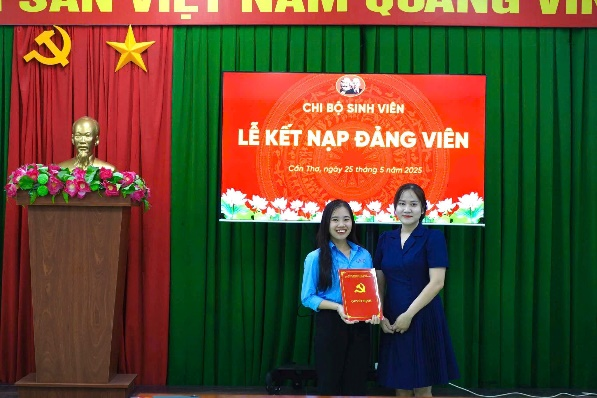 SẢN VIỆT NAM QUANG VIN
CHI BỘ SINH VIÊN
LỄ KẾT NẠP ĐẢNG VIÊN
Cần Thơ, ngày 25 tháng 5 năm 2025